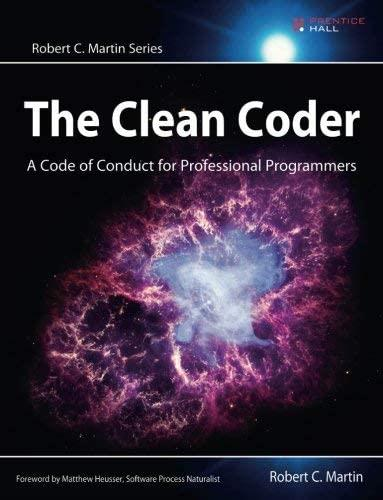 Robert C. Martin Series
PRENTICE
HALL
The Clean Coder
A Code of Conduct for Professional Programmers
Foreword by Matthew Heusser, Software Process Naturalist
Robert C. Martin